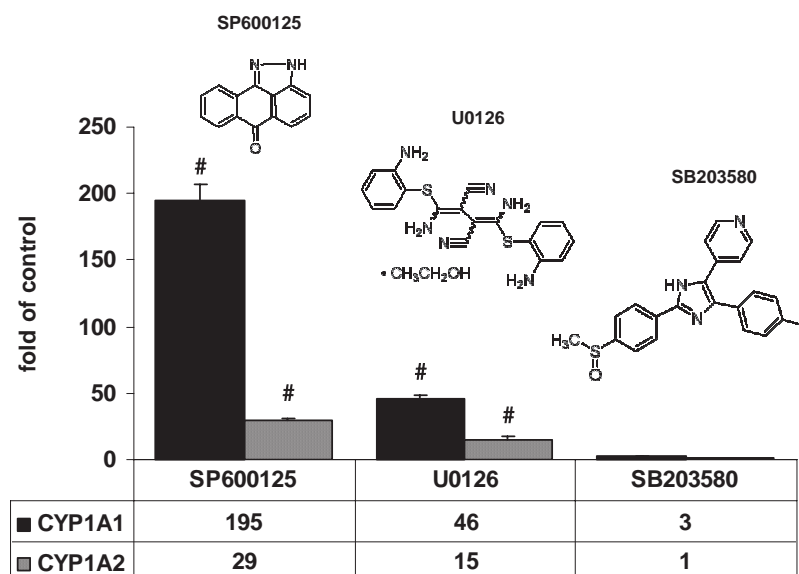 SP600125
N NH
O
U0126
NH₂
S
N
H₂N
NH₂
N
S
H₂N
• CH₃CH₂OH
SB203580
N
HN
N
H₃C
S
O
fold of control
250
200
150
100
50
0
#
#
#
#
SP600125 U0126 SB203580
CYP1A1 195 46 3
CYP1A2 29 15 1